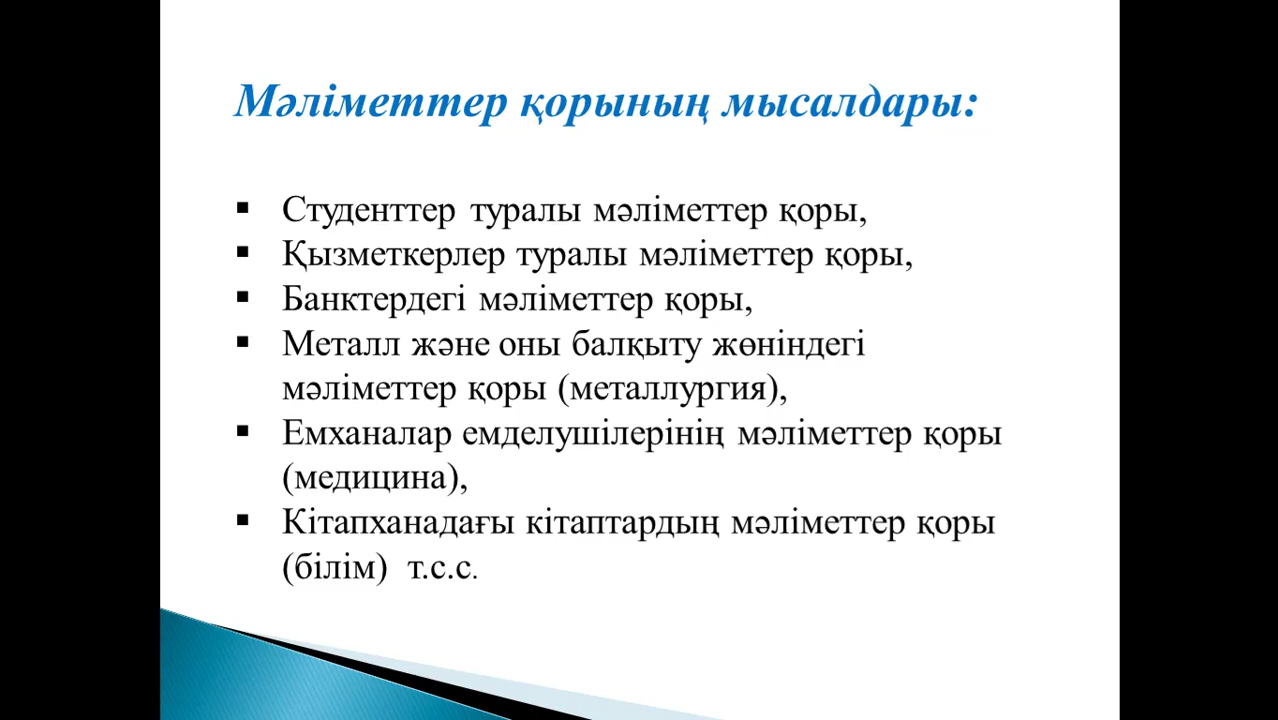 Мәліметтер қорының мысалдары:
▪ Студенттер туралы мәліметтер қоры,
▪ Қызметкерлер туралы мәліметтер қоры,
▪ Банктердегі мәліметтер қоры,
▪ Металл және оны балқыту жөніндегі
мәліметтер қоры (металлургия),
▪ Емханалар емделушілерінің мәліметтер қоры
(медицина),
▪ Кітапханадағы кітаптардың мәліметтер қоры
(білім) т.с.с.